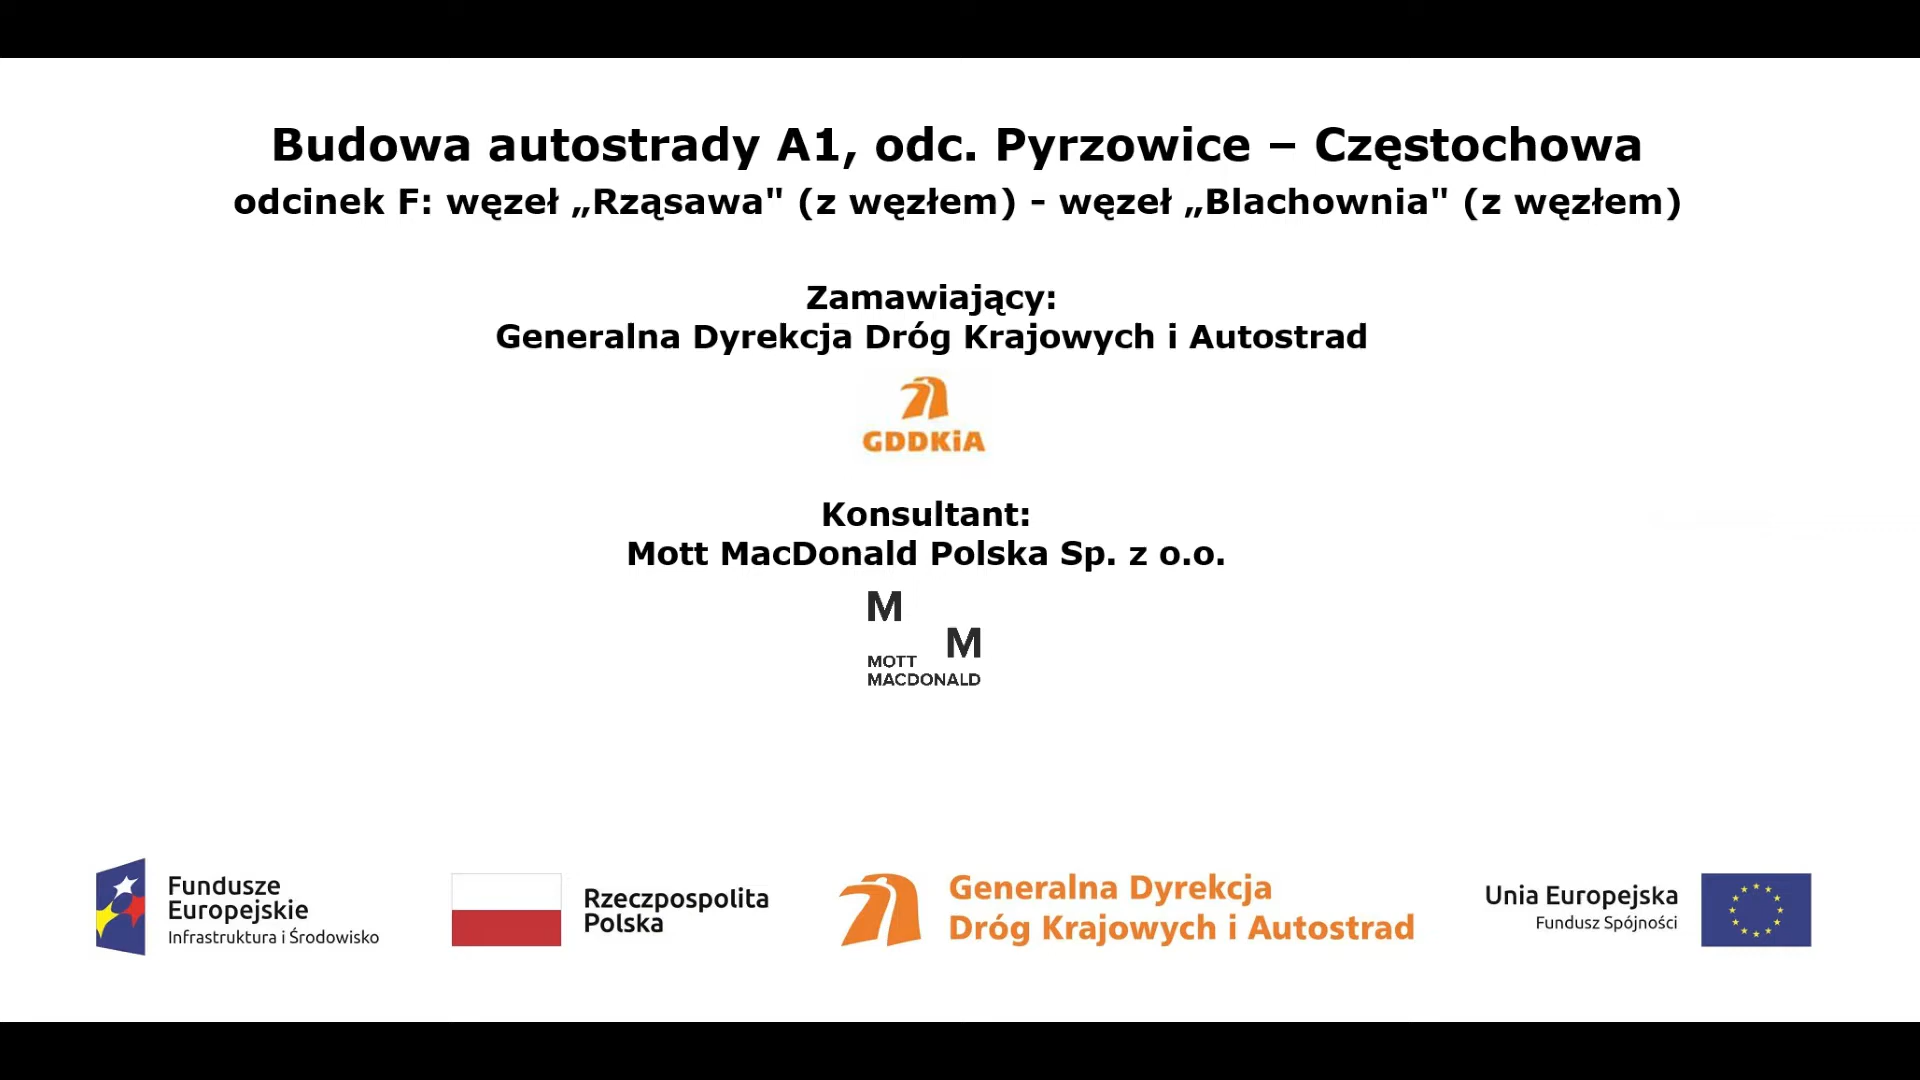 Budowa autostrady A1, odc. Pyrzowice – Częstochowa
odcinek F: węzeł „Rząsawa" (z węzłem) - węzeł „Blachownia" (z węzłem)
Zamawiający:
Generalna Dyrekcja Dróg Krajowych i Autostrad
GDDKiA
Konsultant:
Mott MacDonald Polska Sp. z o.o.
M
M
MOTT
MACDONALD
Fundusze
Europejskie
Infrastruktura i Środowisko
Rzeczpospolita
Polska
Generalna Dyrekcja
Dróg Krajowych i Autostrad
Unia Europejska
Fundusz Spójności